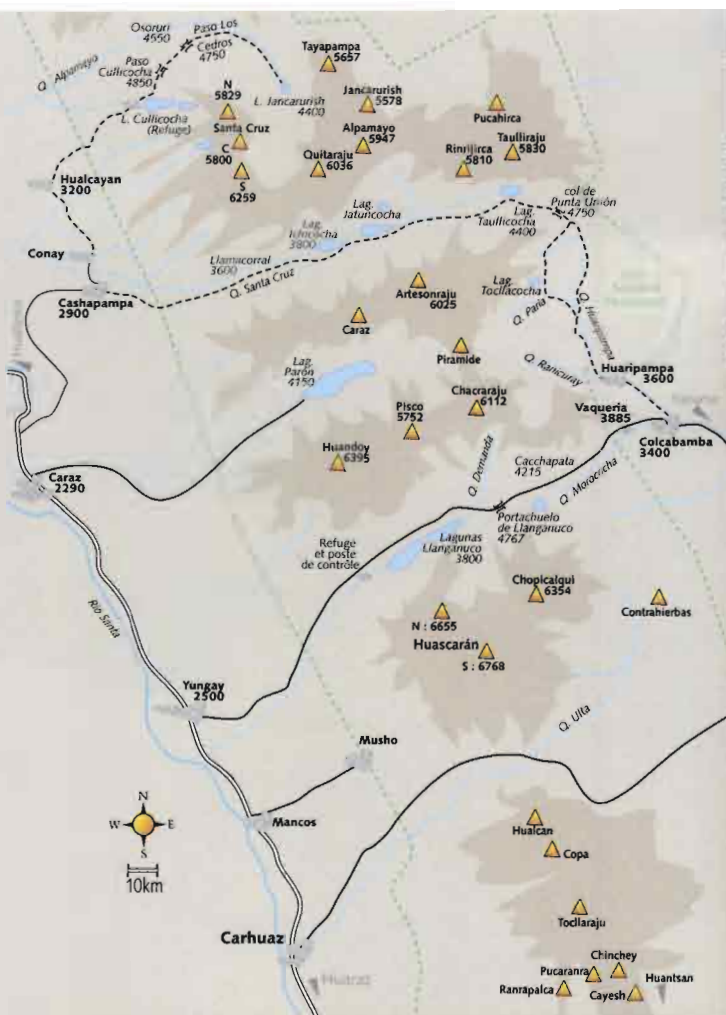 Osoruri
4550
Paso Los
Cedros
4750
Q. Alpamayo
Paso
Cullicocha
4850
L. Cullicocha
(Refuge)
L. Jancarurish
4400
Tayapampa
5657
Jancarurish
5578
Pucahirca
N
5829
Santa Cruz
C
5800
S
6259
Alpamayo
5947
Quitaraju
6036
Rinrijirca
5810
Taulliraju
5830
Hualcayan
3200
col de
Punta Unión
4750
Lag.
Jatuncocha
Lag.
Ichicocha
3800
Lag.
Taullicocha
4400
Conay
Llamacorral
3600
Q. Santa Cruz
Cashapampa
2900
Lag.
Tocllacocha
Q. Paria
Q. Huaripampa
Artesonraju
6025
Caraz
Piramide
Lag.
Parón
4150
Q. Ranicuray
Huaripampa
3600
Chacraraju
6112
Pisco
5752
Vaqueria
3885
Colcabamba
3400
Huandoy
6395
Q. Demanda
Cacchapata
4215
Q. Morococha
Caraz
2290
Portachuelo
de Llanganuco
4767
Refuge
et poste
de contrôle
Lagunas
Llanganuco
3800
Chopicalqui
6354
Contrahierbas
N : 6655
Huascarán
S : 6768
Rio Santa
Yungay
2500
Q. Ulta
Musho
N
W
E
S
10km
Mancos
Hualcan
Copa
Tocllaraju
Carhuaz
Huaraz
Chinchey
Pucaranra
Huantsan
Ranrapalca
Cayesh